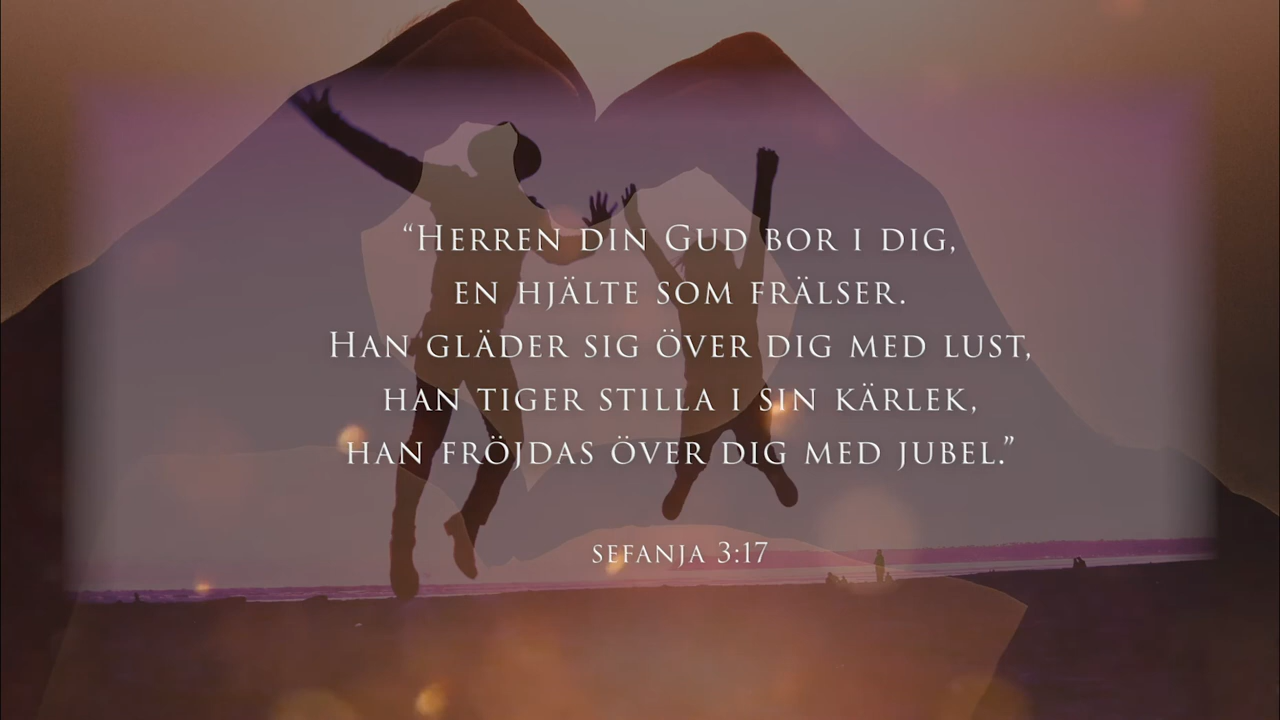 “Herren din Gud bor i dig,
en hjälte som frälser.
Han gläder sig över dig med lust,
han tiger stilla i sin kärlek,
han fröjdas över dig med jubel.”
sefanja 3:17